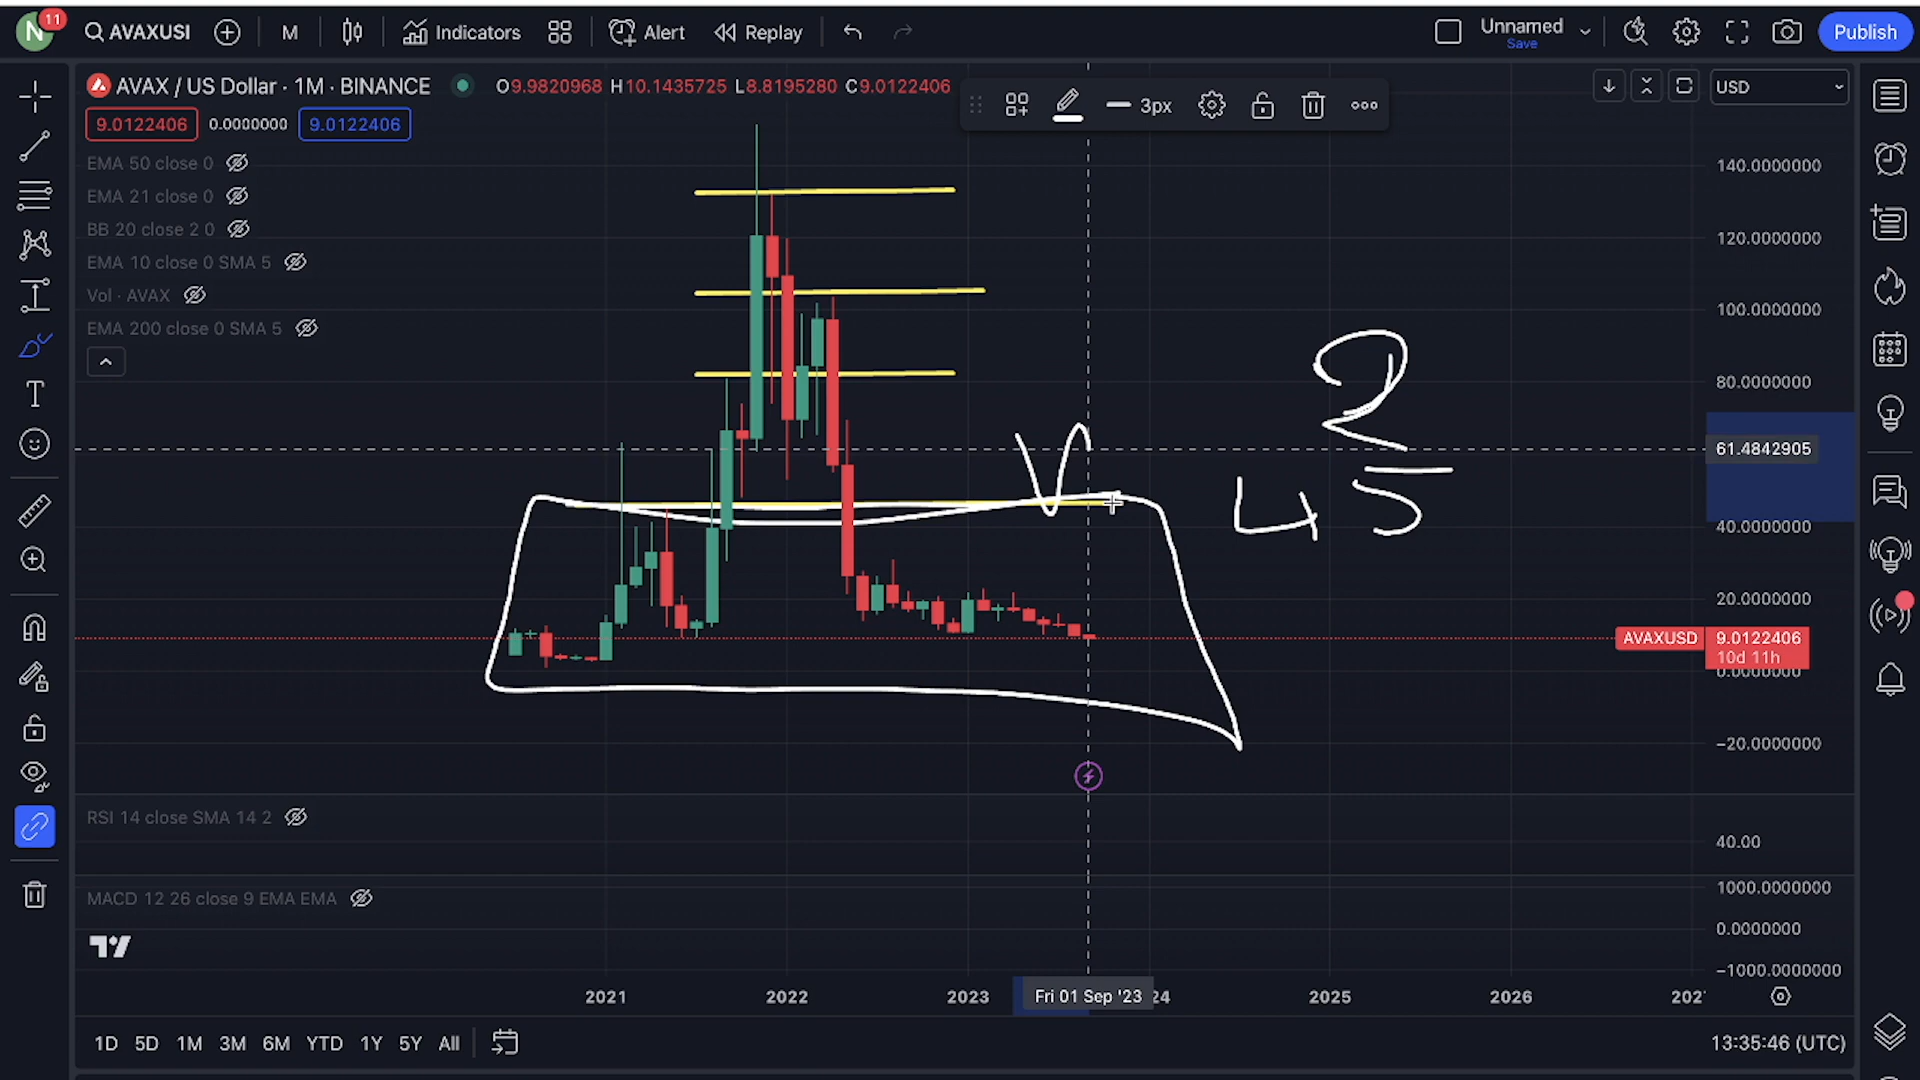 N 11 AVAXUSI M Indicators Alert Replay Unnamed Save Publish
AVAX / US Dollar · 1M · BINANCE O9.9820968 H10.1435725 L8.8195280 C9.0122406 3px USD
9.0122406 0.0000000 9.0122406
EMA 50 close 0
EMA 21 close 0
BB 20 close 2 0
EMA 10 close 0 SMA 5
Vol · AVAX
EMA 200 close 0 SMA 5
140.0000000
120.0000000
100.0000000
80.0000000
61.4842905
40.0000000
20.0000000
AVAXUSD 9.0122406
10d 11h
0.0000000
−20.0000000
2
45
RSI 14 close SMA 14 2
40.00
MACD 12 26 close 9 EMA EMA
1000.0000000
0.0000000
−1000.0000000
2021 2022 2023 Fri 01 Sep '23 24 2025 2026 202
1D 5D 1M 3M 6M YTD 1Y 5Y All 13:35:46 (UTC)